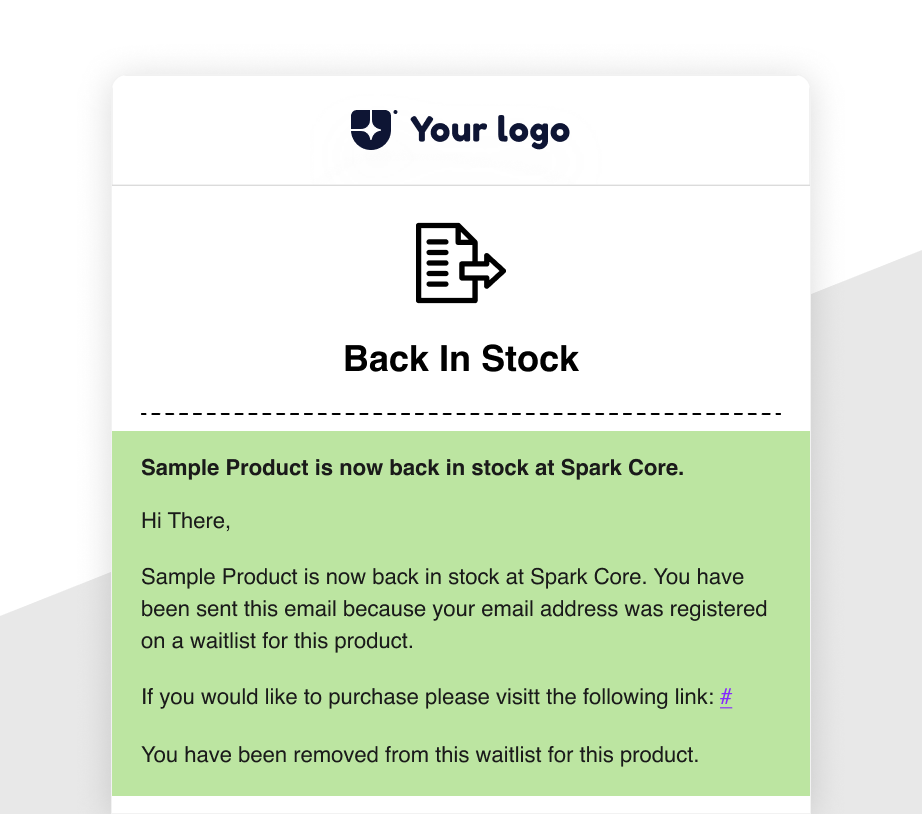 Your logo
Back In Stock
Sample Product is now back in stock at Spark Core.
Hi There,
Sample Product is now back in stock at Spark Core. You have
been sent this email because your email address was registered
on a waitlist for this product.
If you would like to purchase please visitt the following link: #
You have been removed from this waitlist for this product.